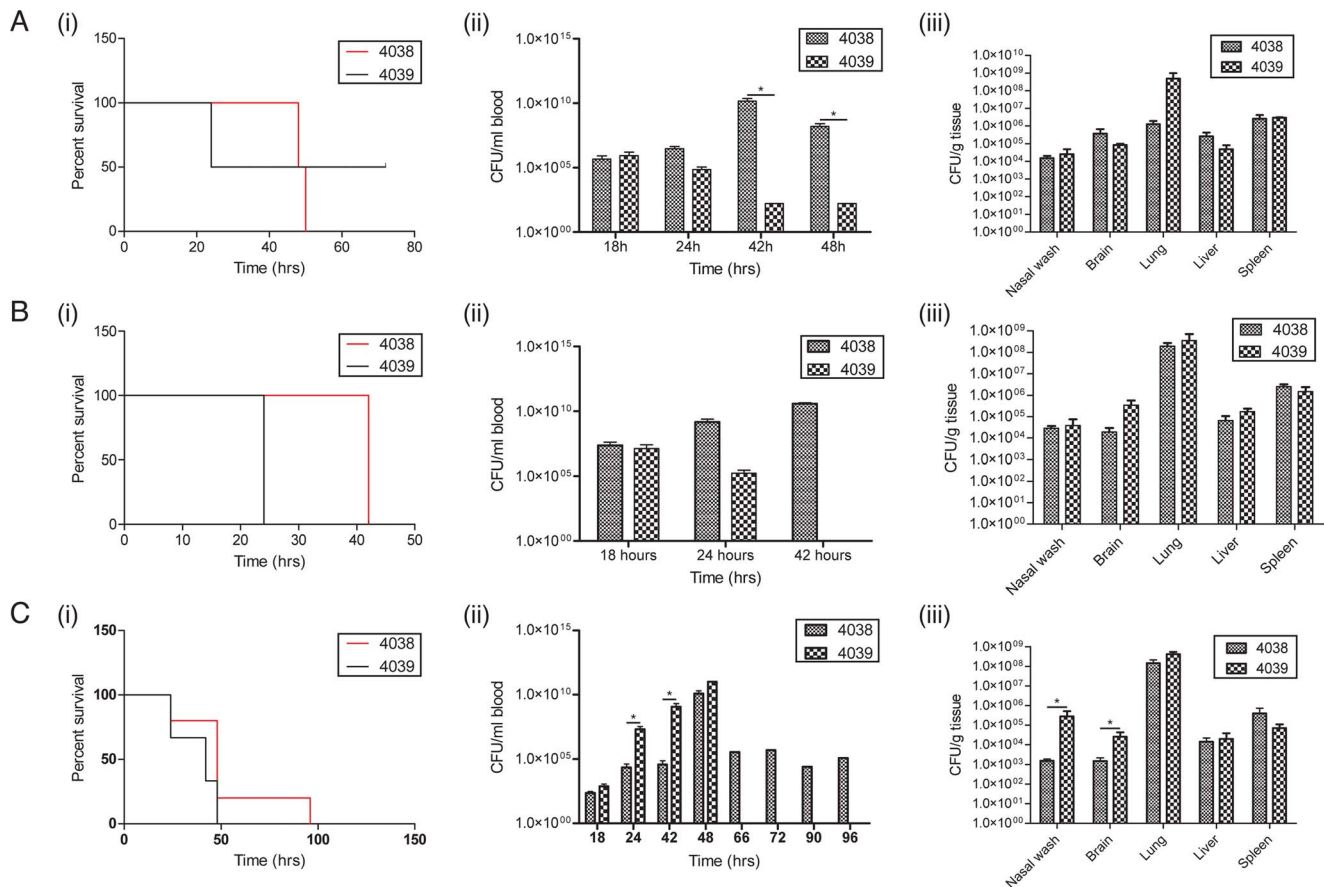 A
(i)
150
100
50
0
Percent survival
0 20 40 60 80
Time (hrs)
4038
4039
(ii)
1.0×10^15
1.0×10^10
1.0×10^05
1.0×10^00
CFU/ml blood
18h 24h 42h 48h
Time (hrs)
4038
4039
*
*
(iii)
1.0×10^10
1.0×10^09
1.0×10^08
1.0×10^07
1.0×10^06
1.0×10^05
1.0×10^04
1.0×10^03
1.0×10^02
1.0×10^01
1.0×10^00
CFU/g tissue
Nasal wash Brain Lung Liver Spleen
4038
4039
B
(i)
150
100
50
0
Percent survival
0 10 20 30 40 50
Time (hrs)
4038
4039
(ii)
1.0×10^15
1.0×10^10
1.0×10^05
1.0×10^00
CFU/ml blood
18 hours 24 hours 42 hours
Time (hrs)
4038
4039
(iii)
1.0×10^09
1.0×10^08
1.0×10^07
1.0×10^06
1.0×10^05
1.0×10^04
1.0×10^03
1.0×10^02
1.0×10^01
1.0×10^00
CFU/g tissue
Nasal wash Brain Lung Liver Spleen
4038
4039
C
(i)
150
100
50
0
Percent survival
0 50 100 150
Time (hrs)
4038
4039
(ii)
1.0×10^15
1.0×10^10
1.0×10^05
1.0×10^00
CFU/ml blood
18 24 42 48 66 72 90 96
Time (hrs)
4038
4039
*
*
(iii)
1.0×10^09
1.0×10^08
1.0×10^07
1.0×10^06
1.0×10^05
1.0×10^04
1.0×10^03
1.0×10^02
1.0×10^01
1.0×10^00
CFU/g tissue
Nasal wash Brain Lung Liver Spleen
4038
4039
*
*